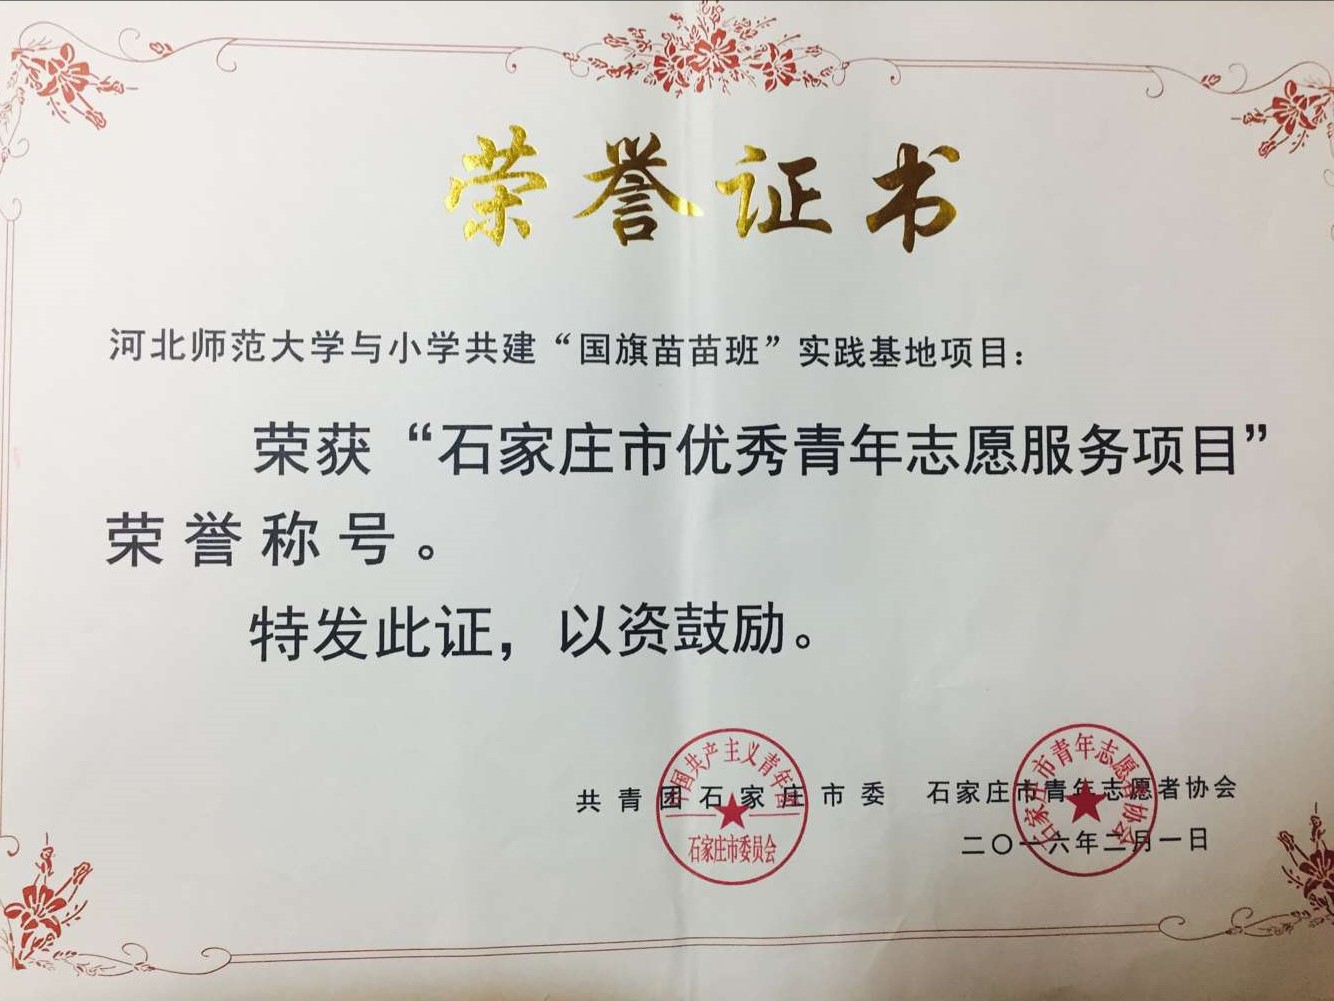 荣誉证书
河北师范大学与小学共建“国旗苗苗班”实践基地项目：
荣获“石家庄市优秀青年志愿服务项目”
荣誉称号。
特发此证，以资鼓励。
共青团石家庄市委 石家庄市青年志愿者协会
二〇一六年二月一日
中国共产主义青年团
石家庄市委员会
石家庄市青年志愿者协会